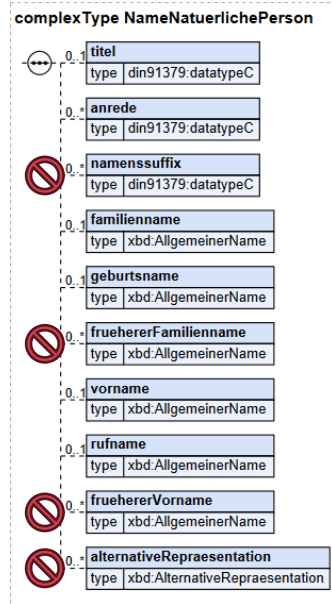 complexType NameNatuerlichePerson
0..1 titel
type din91379:datatypeC
0..* anrede
type din91379:datatypeC
0..* namenssuffix
type din91379:datatypeC
0..1 familienname
type xbd:AllgemeinerName
0..1 geburtsname
type xbd:AllgemeinerName
0..* fruehererFamilienname
type xbd:AllgemeinerName
0..1 vorname
type xbd:AllgemeinerName
0..1 rufname
type xbd:AllgemeinerName
0..* fruehererVorname
type xbd:AllgemeinerName
0..* alternativeRepraesentation
type xbd:AlternativeRepraesentation